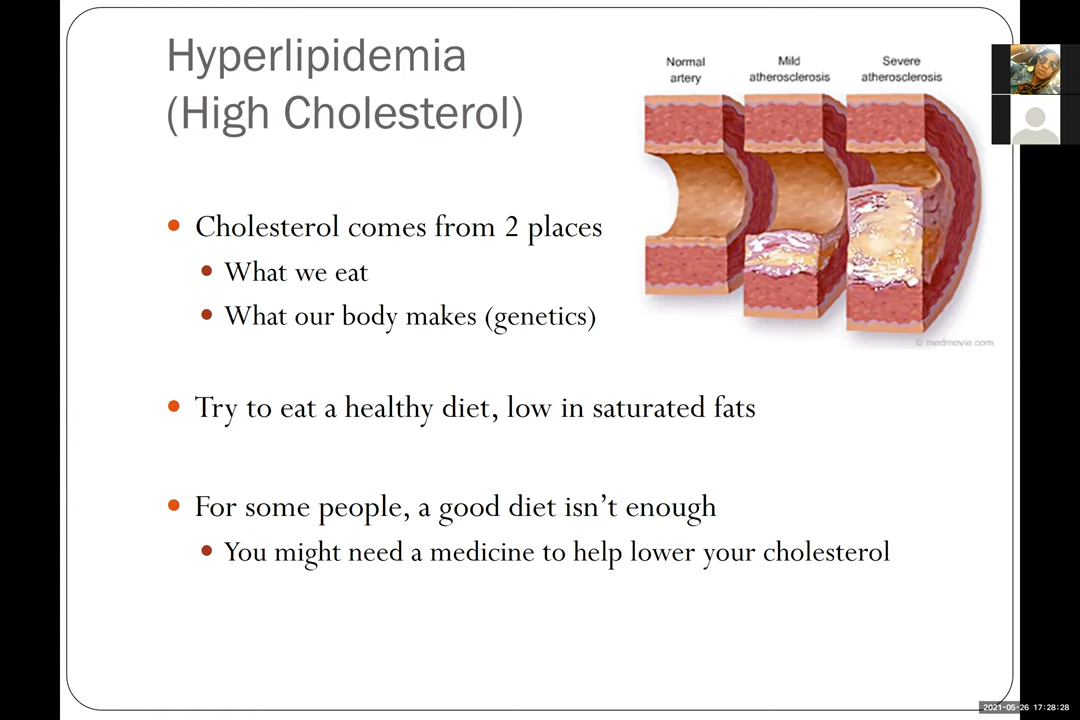 Hyperlipidemia
(High Cholesterol)
Normal
artery
Mild
atherosclerosis
Severe
atherosclerosis
© medmovie.com
• Cholesterol comes from 2 places
• What we eat
• What our body makes (genetics)
• Try to eat a healthy diet, low in saturated fats
• For some people, a good diet isn’t enough
• You might need a medicine to help lower your cholesterol
2021-05-26 17:28:28